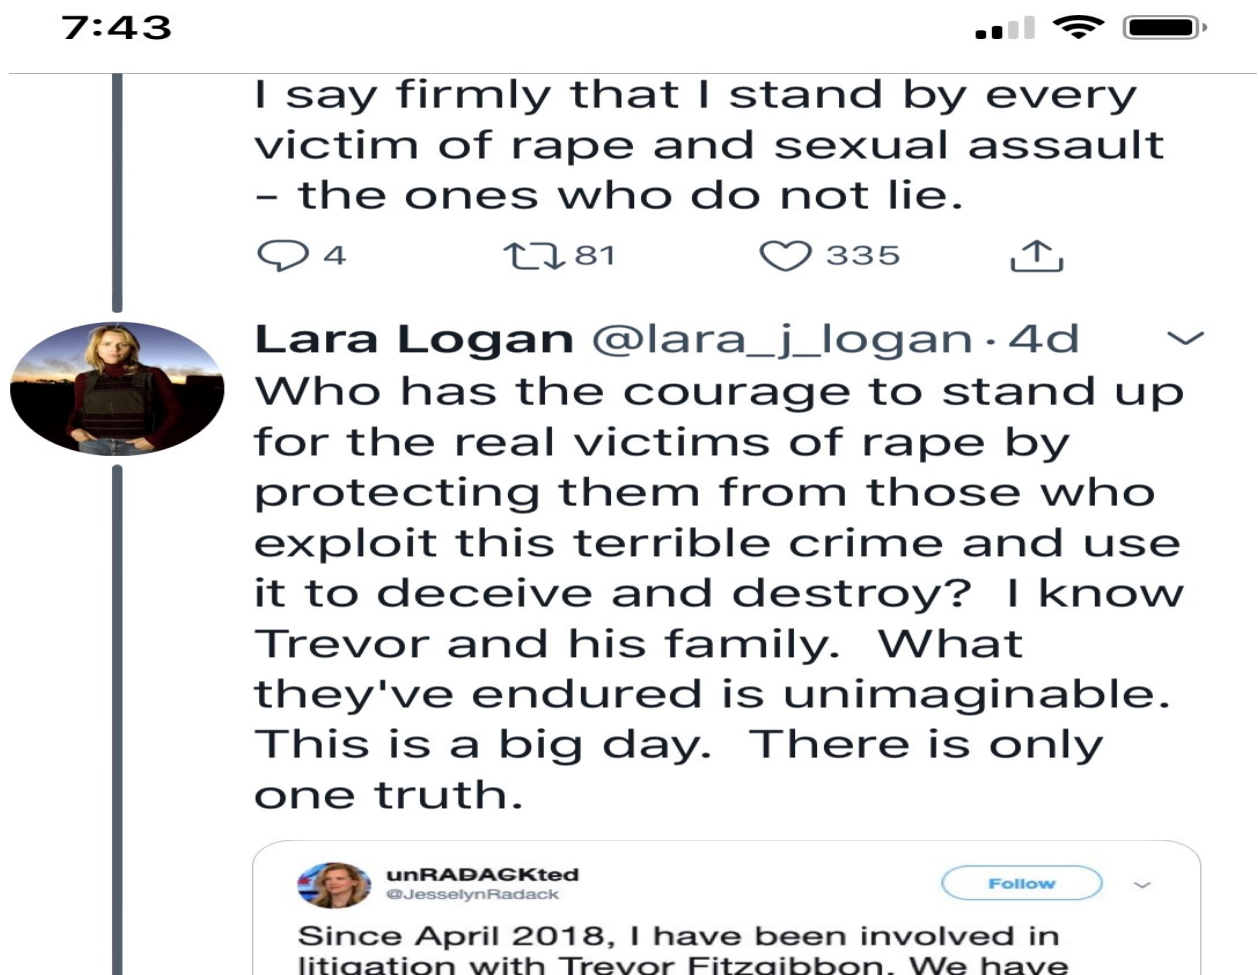 7:43
I say firmly that I stand by every
victim of rape and sexual assault
– the ones who do not lie.
4 81 335
Lara Logan @lara_j_logan · 4d
Who has the courage to stand up
for the real victims of rape by
protecting them from those who
exploit this terrible crime and use
it to deceive and destroy?  I know
Trevor and his family.  What
they've endured is unimaginable.
This is a big day.  There is only
one truth.
unRADACKted
@JesselynRadack
Follow
Since April 2018, I have been involved in
litigation with Trevor Fitzgibbon. We have